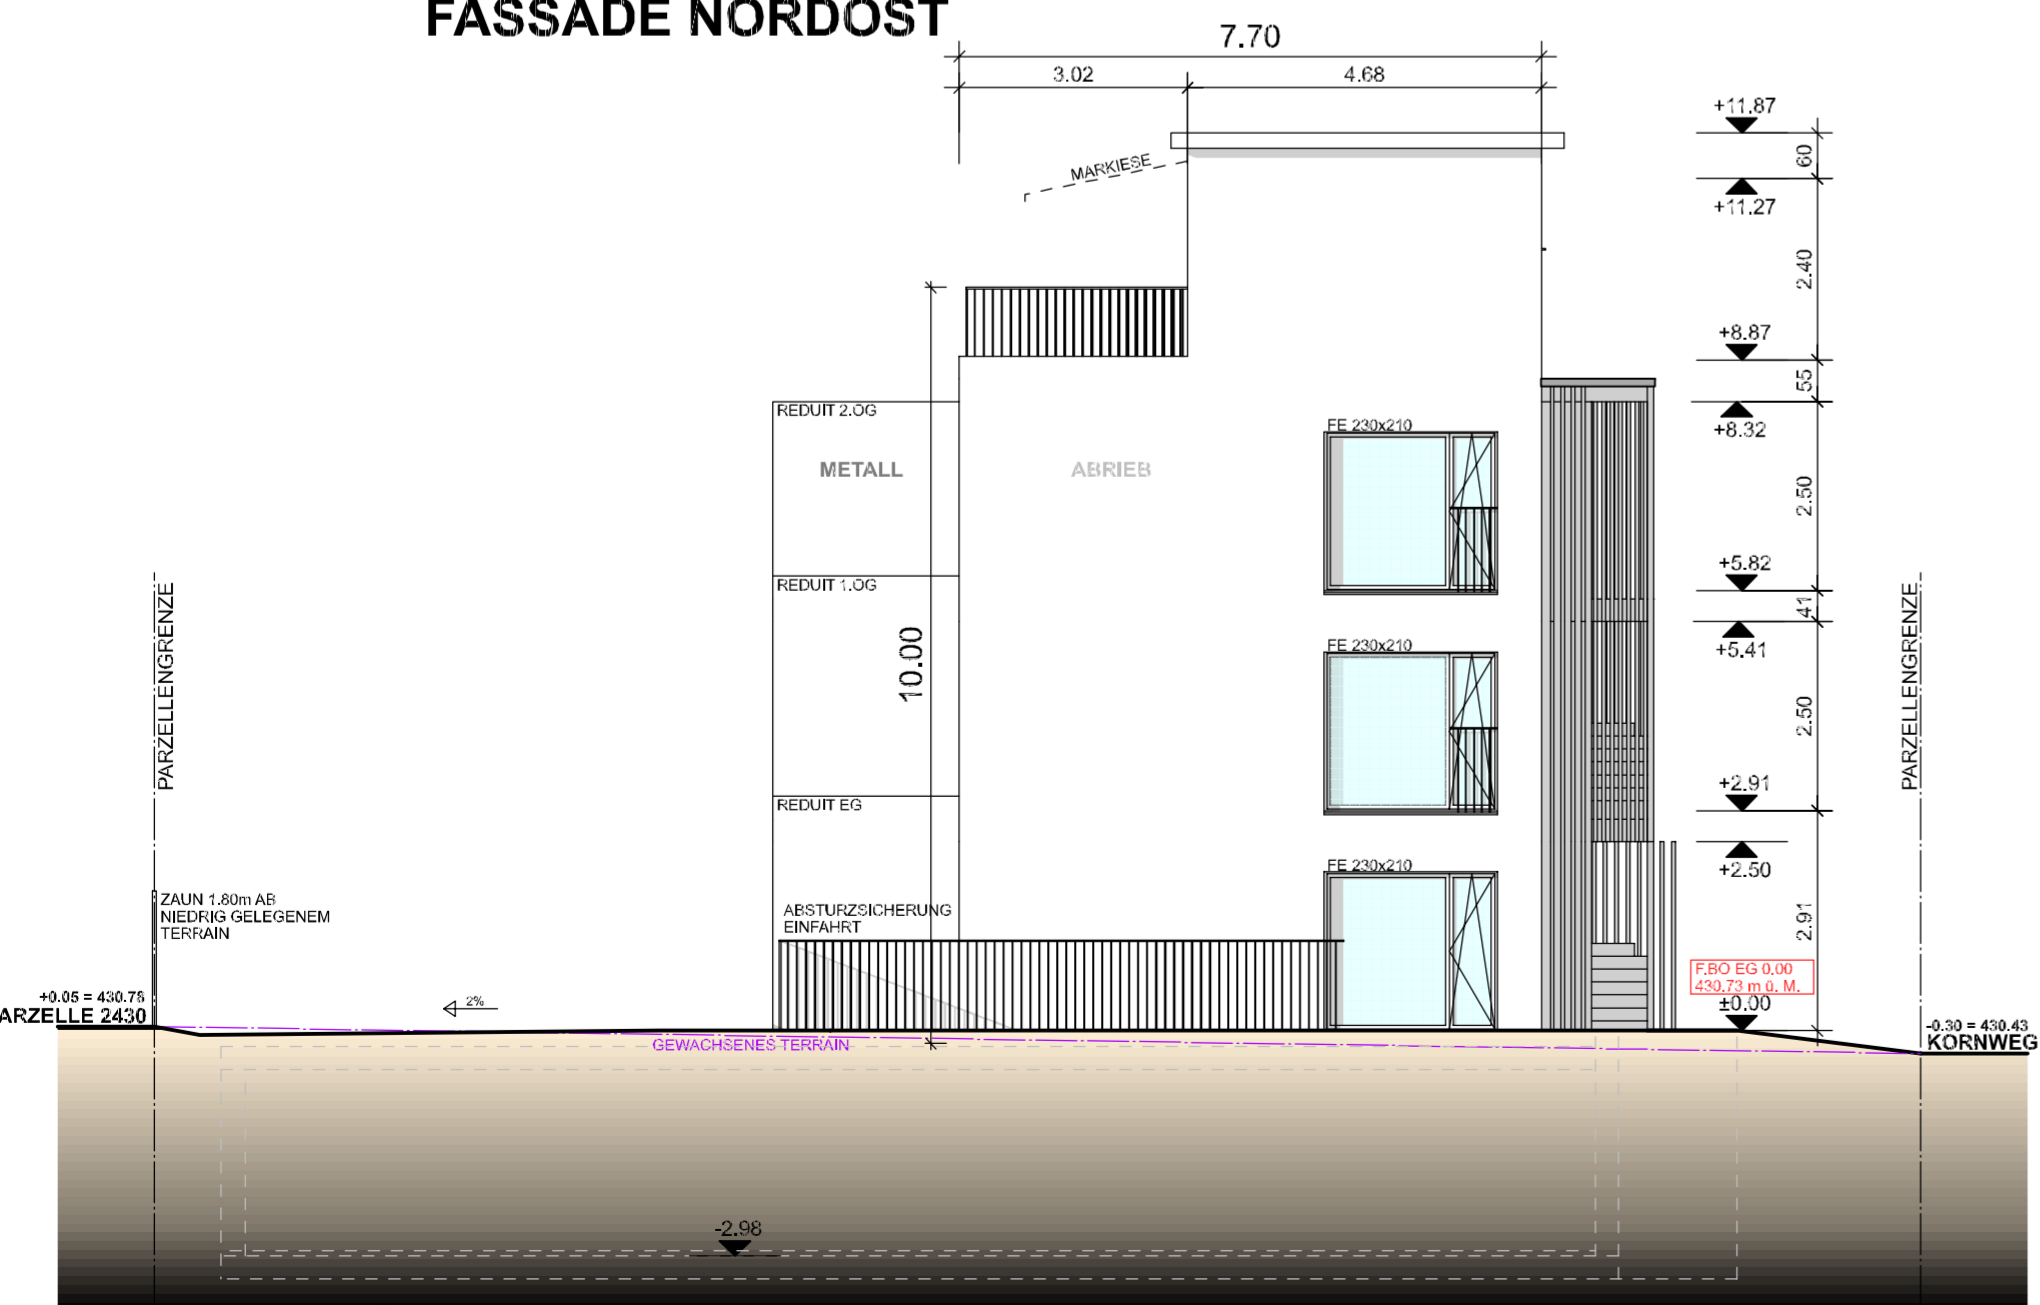 FASSADE NORDOST
7.70
3.02
4.68
+11.87
60
MARKIESE
+11.27
2.40
+8.87
55
REDUIT 2.OG
+8.32
FE 230x210
METALL
ABRIEB
2.50
+5.82
REDUIT 1.OG
41
PARZELLENGRENZE
PARZELLENGRENZE
10.00
+5.41
FE 230x210
2.50
+2.91
REDUIT EG
+2.50
FE 230x210
ZAUN 1.80m AB
NIEDRIG GELEGENEM
TERRAIN
ABSTURZSICHERUNG
EINFAHRT
2.91
F.BO EG 0.00
430.73 m ü. M.
±0.00
+0.05 = 430.78
ARZELLE 2430
2%
-0.30 = 430.43
KORNWEG
GEWACHSENES TERRAIN
-2.98